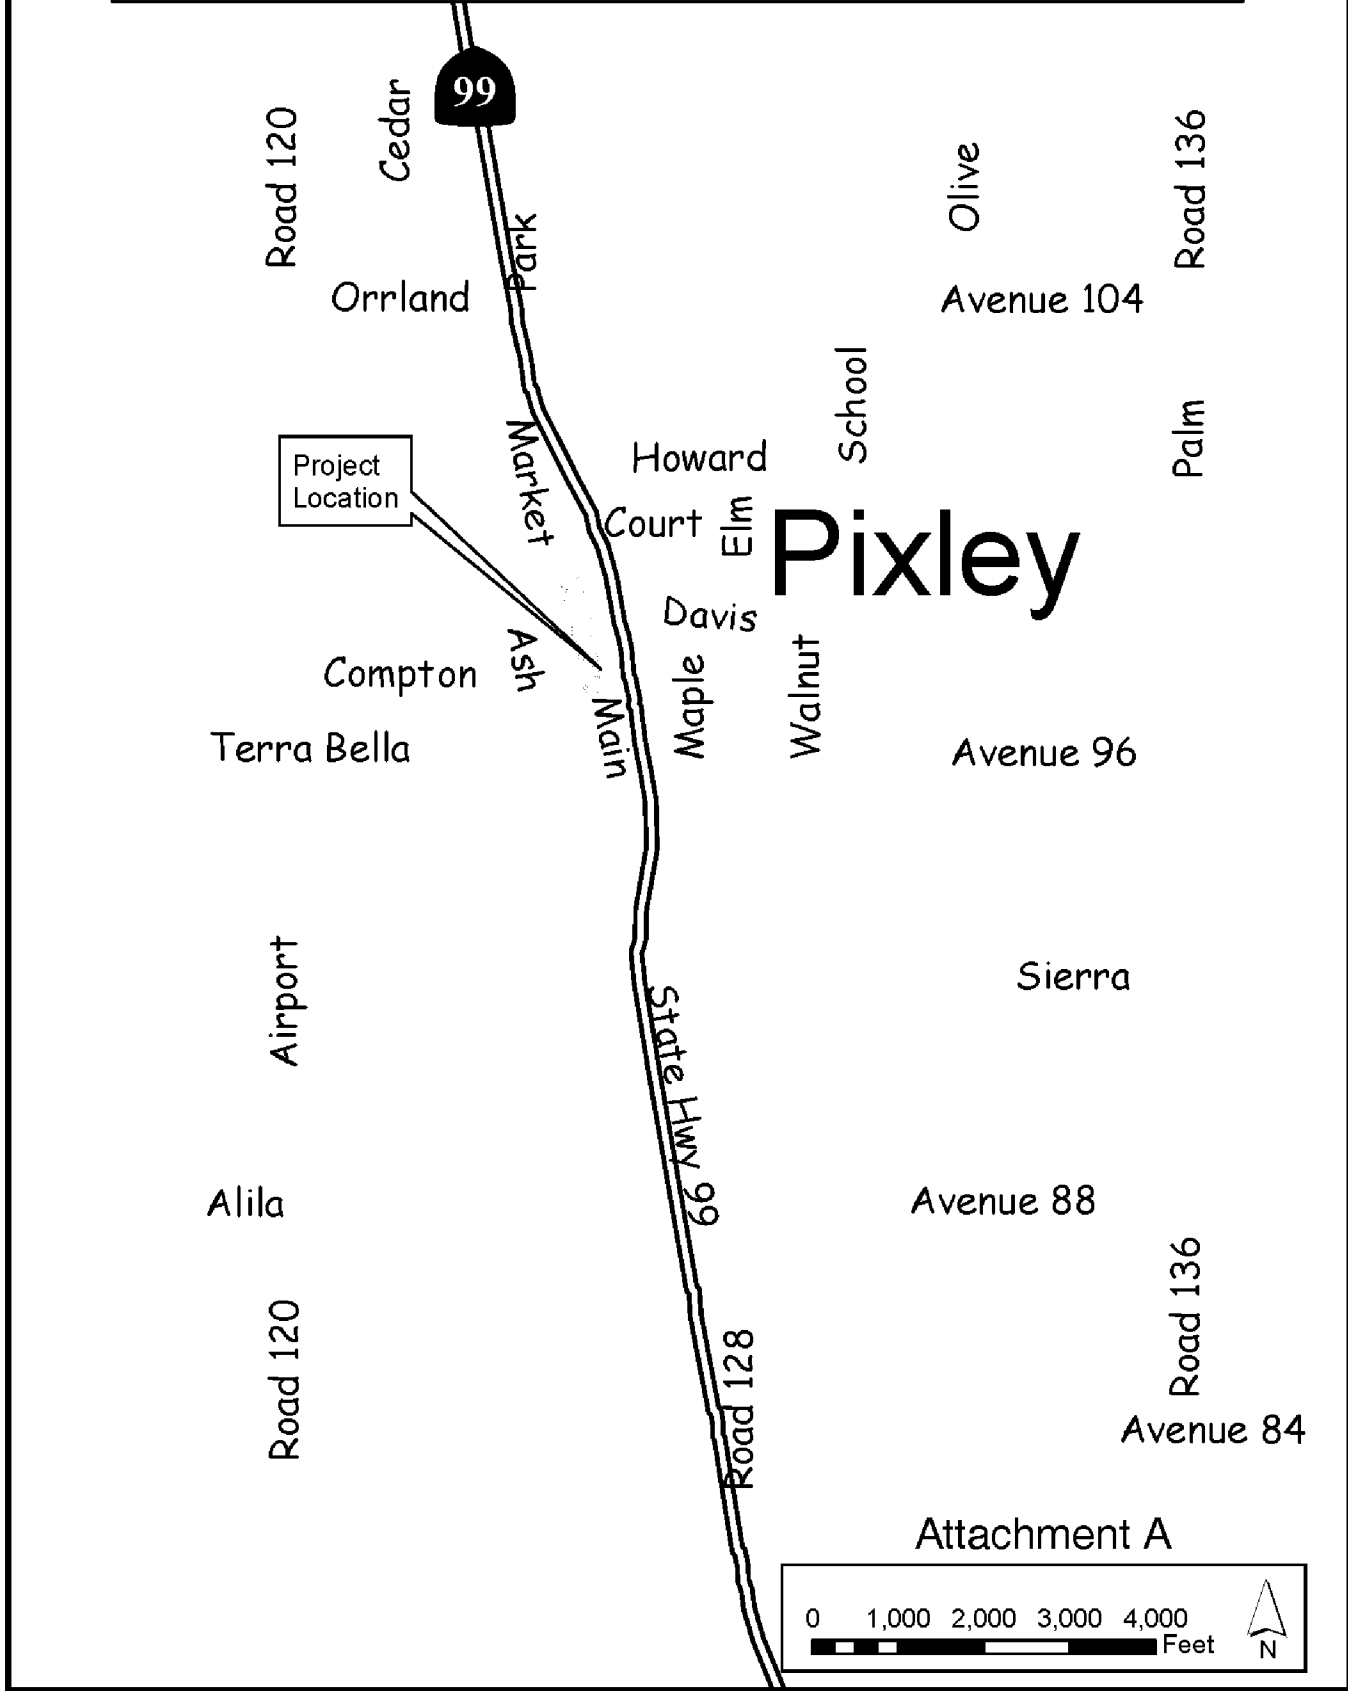 99
Cedar
Road 120
Road 136
Olive
Park
Orrland
Avenue 104
School
Palm
Market
Howard
Project
Location
Court
Elm
Pixley
Davis
Ash
Compton
Maple
Walnut
Main
Terra Bella
Avenue 96
Airport
Sierra
State Hwy 99
Alila
Avenue 88
Road 136
Road 120
Road 128
Avenue 84
Attachment A
0 1,000 2,000 3,000 4,000
Feet
N